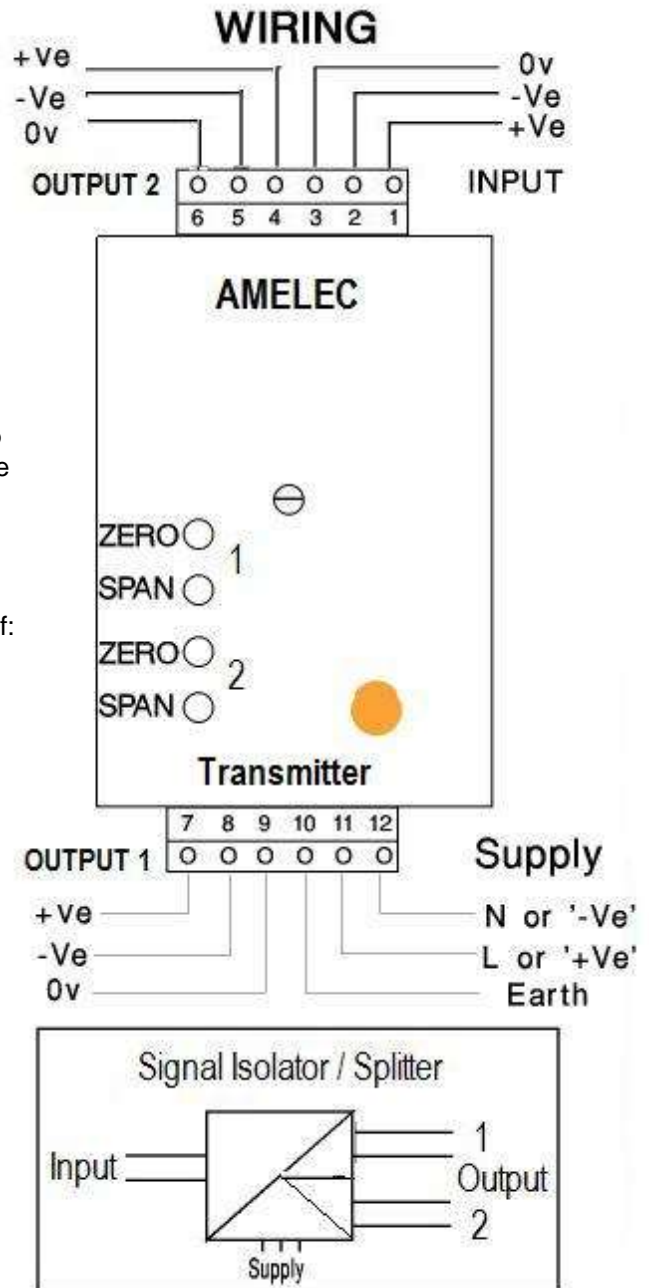 WIRING
+Ve
-Ve
0v
0v
-Ve
+Ve
OUTPUT 2
INPUT
6 5 4 3 2 1
AMELEC
ZERO
1
SPAN
ZERO
2
SPAN
Transmitter
7 8 9 10 11 12
OUTPUT 1
Supply
+Ve
-Ve
0v
N or '-Ve'
L or '+Ve'
Earth
Signal Isolator / Splitter
Input
1
Output
2
Supply
f: